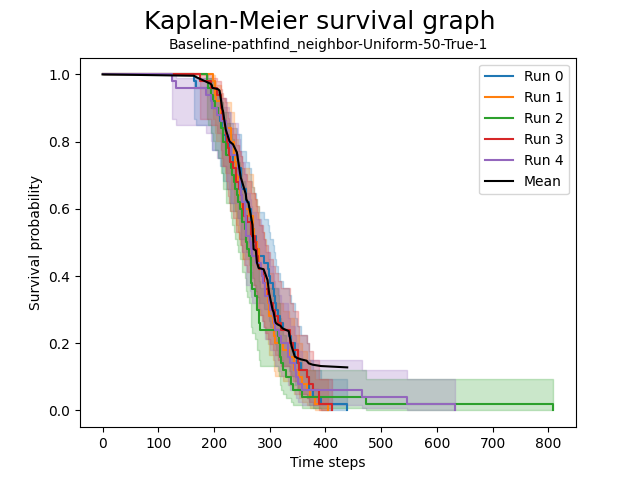 Kaplan-Meier survival graph
Baseline-pathfind_neighbor-Uniform-50-True-1
Run 0
Run 1
Run 2
Run 3
Run 4
Mean
Survival probability
1.0
0.8
0.6
0.4
0.2
0.0
0 100 200 300 400 500 600 700 800
Time steps